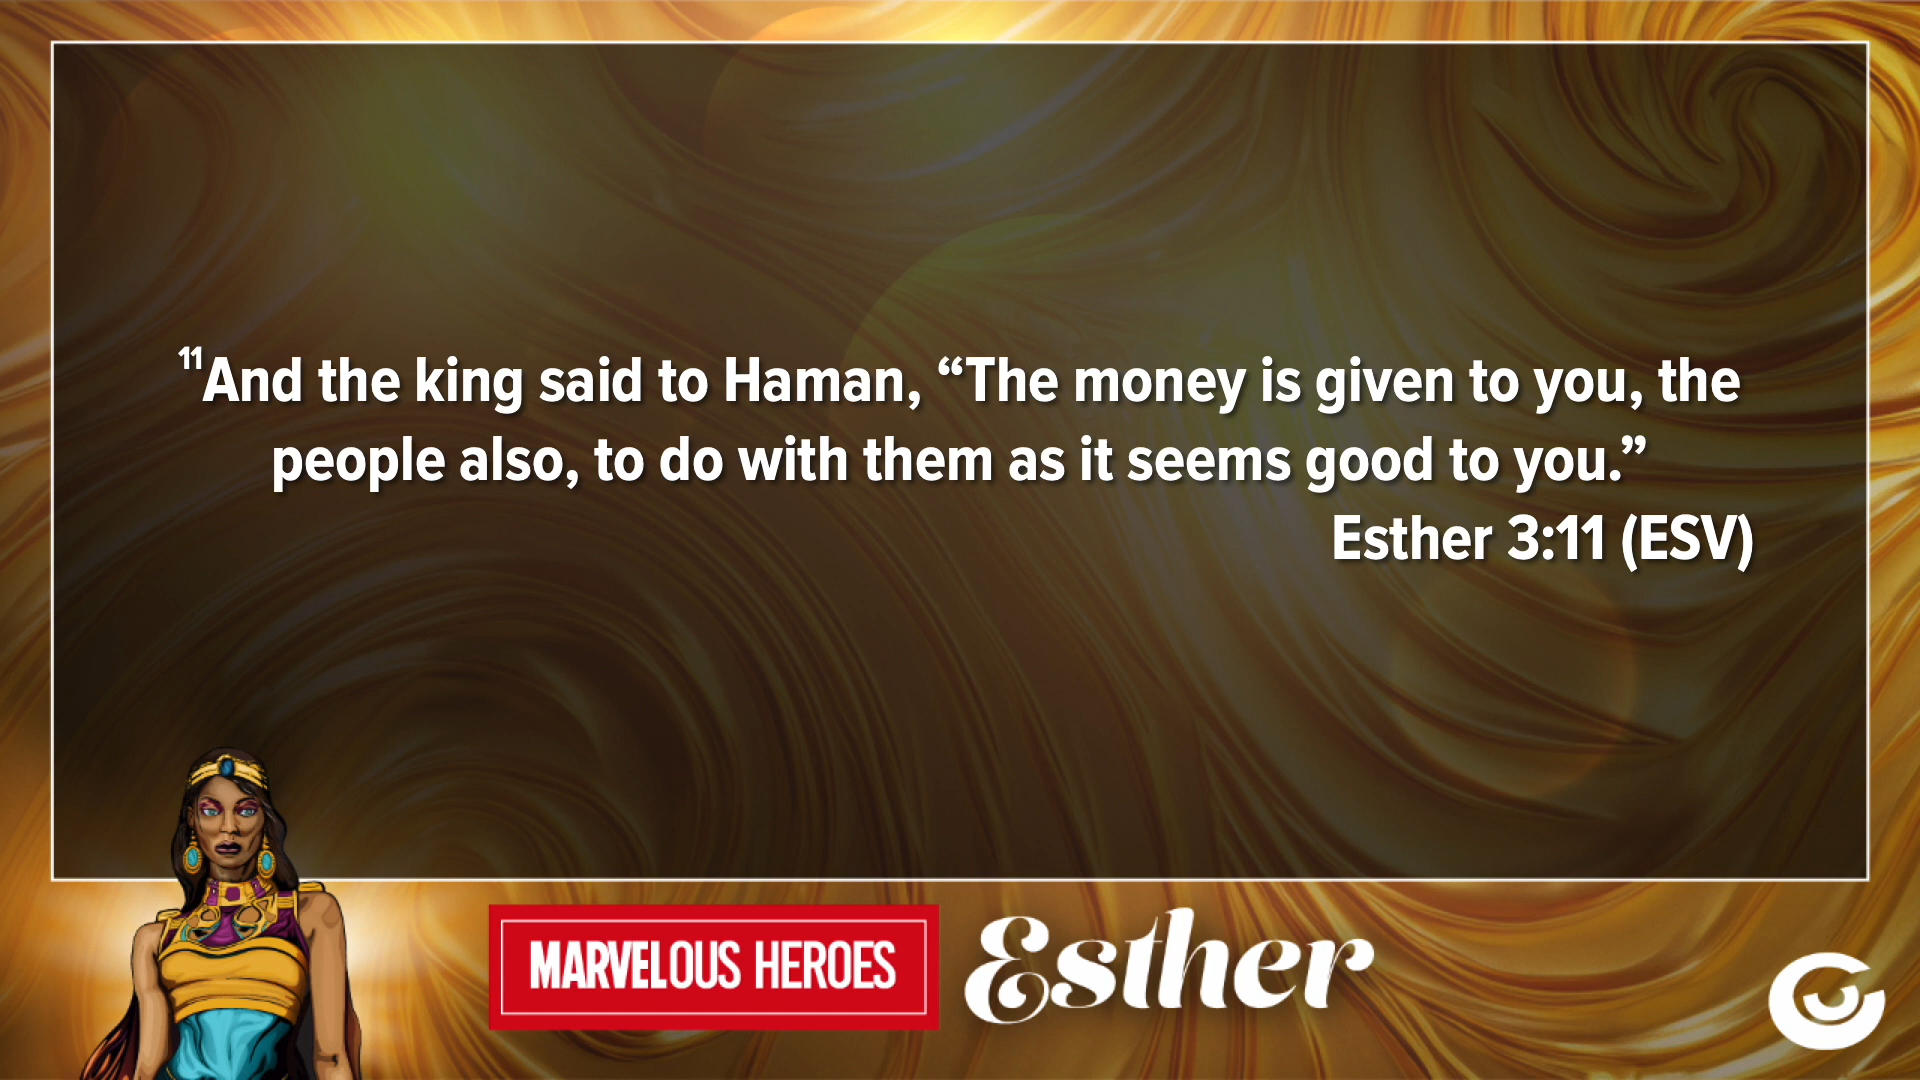 ¹¹And the king said to Haman, “The money is given to you, the
people also, to do with them as it seems good to you.”
Esther 3:11 (ESV)
MARVELOUS HEROES
Esther